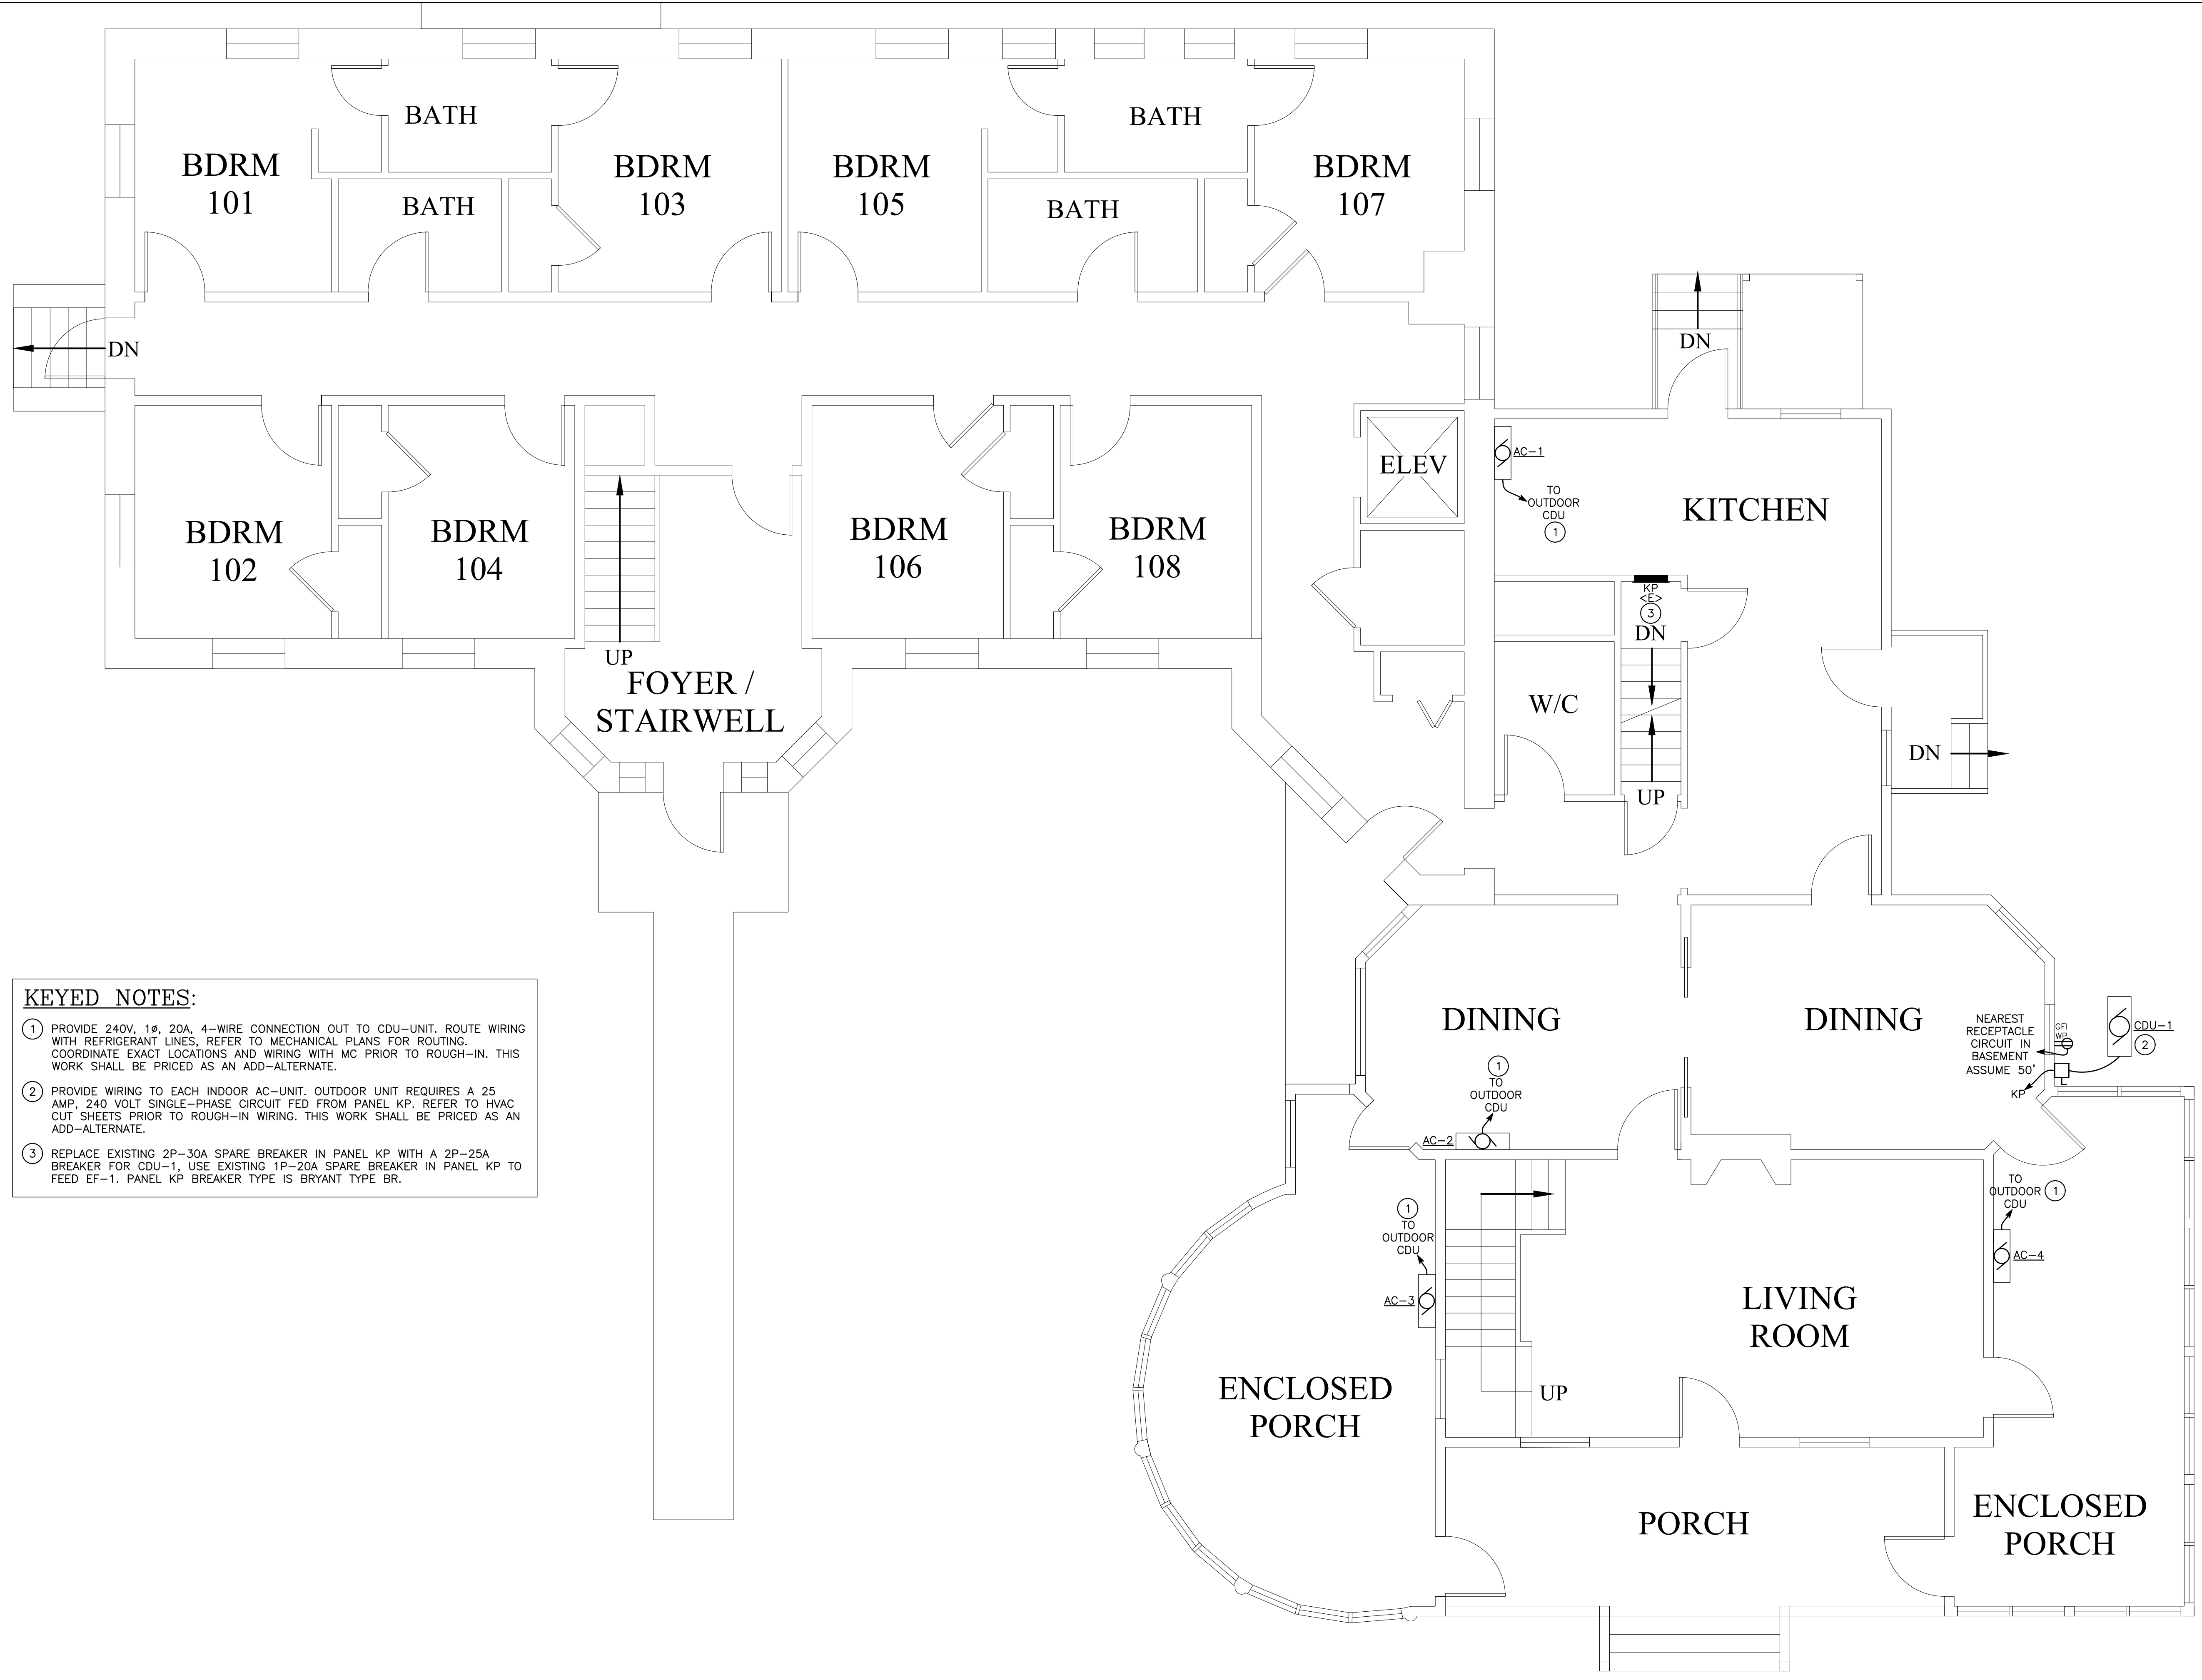 BATH
BATH
BDRM
101
BDRM
103
BDRM
105
BDRM
107
BATH
BATH
DN
DN
ELEV
AC-1
TO
OUTDOOR
CDU
1
KITCHEN
BDRM
102
BDRM
104
BDRM
106
BDRM
108
KP
<E>
3
DN
UP
FOYER /
STAIRWELL
W/C
DN
UP
KEYED NOTES:
1 PROVIDE 240V, 1ø, 20A, 4-WIRE CONNECTION OUT TO CDU-UNIT. ROUTE WIRING
WITH REFRIGERANT LINES, REFER TO MECHANICAL PLANS FOR ROUTING.
COORDINATE EXACT LOCATIONS AND WIRING WITH MC PRIOR TO ROUGH-IN. THIS
WORK SHALL BE PRICED AS AN ADD-ALTERNATE.
2 PROVIDE WIRING TO EACH INDOOR AC-UNIT. OUTDOOR UNIT REQUIRES A 25
AMP, 240 VOLT SINGLE-PHASE CIRCUIT FED FROM PANEL KP. REFER TO HVAC
CUT SHEETS PRIOR TO ROUGH-IN WIRING. THIS WORK SHALL BE PRICED AS AN
ADD-ALTERNATE.
3 REPLACE EXISTING 2P-30A SPARE BREAKER IN PANEL KP WITH A 2P-25A
BREAKER FOR CDU-1, USE EXISTING 1P-20A SPARE BREAKER IN PANEL KP TO
FEED EF-1. PANEL KP BREAKER TYPE IS BRYANT TYPE BR.
DINING
DINING
NEAREST
RECEPTACLE
CIRCUIT IN
BASEMENT
ASSUME 50'
GFI
WP
CDU-1
2
KP
1
TO
OUTDOOR
CDU
AC-2
1
TO
OUTDOOR
CDU
AC-3
TO
OUTDOOR 1
CDU
AC-4
LIVING
ROOM
ENCLOSED
PORCH
UP
PORCH
ENCLOSED
PORCH